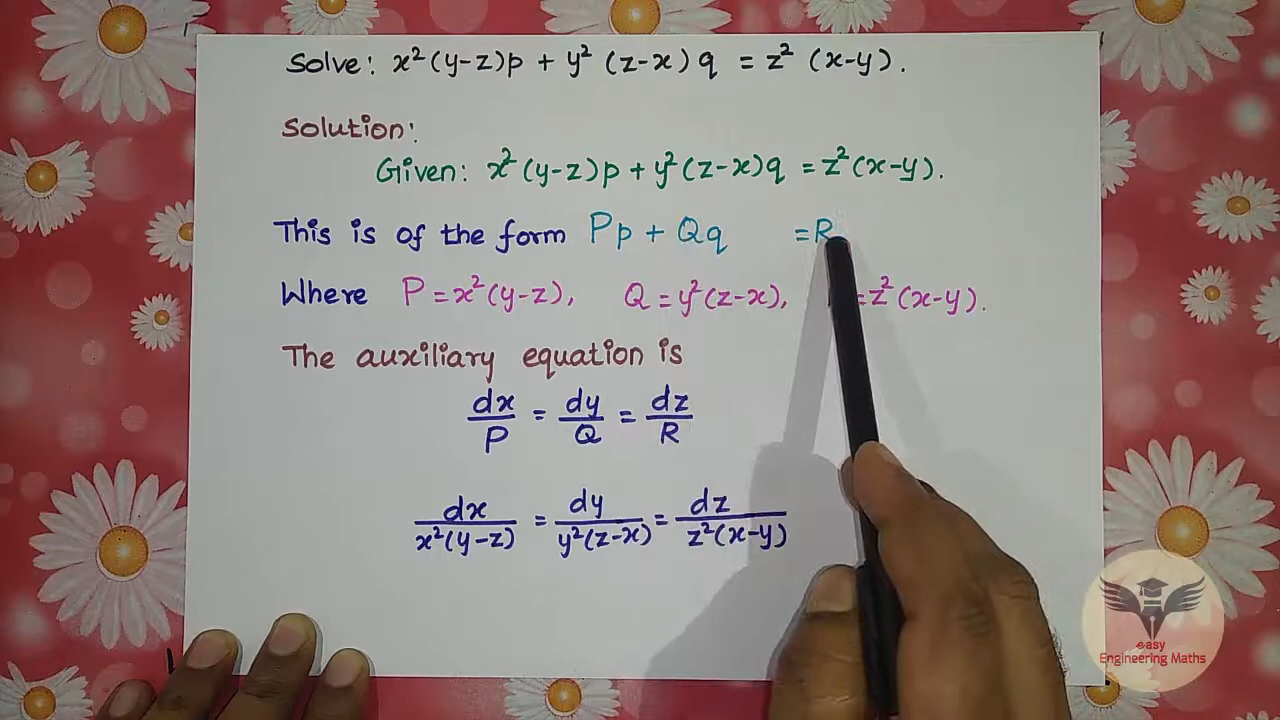 Solve: x²(y-z)p + y² (z-x) q = z² (x-y).
Solution:
Given: x²(y-z)p + y²(z-x)q = z²(x-y).
This is of the form Pp + Qq = R
Where P = x²(y-z), Q = y²(z-x), = z²(x-y).
The auxiliary equation is
dx/P = dy/Q = dz/R
dx/x²(y-z) = dy/y²(z-x) = dz/z²(x-y)
easy
Engineering Maths